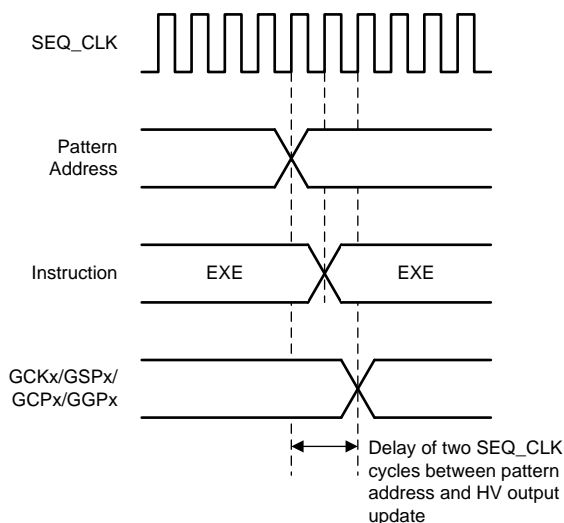 SEQ_CLK
Pattern
Address
Instruction
EXE
EXE
GCKx/GSPx/
GCPx/GGPx
Delay of two SEQ_CLK
cycles between pattern
address and HV output
update